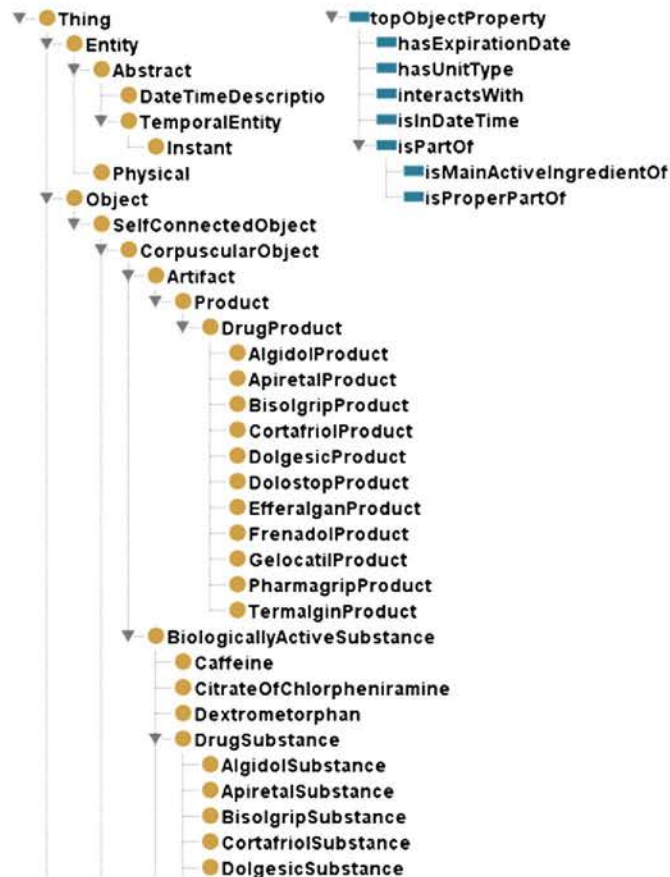 Thing
Entity
Abstract
DateTimeDescriptio
TemporalEntity
Instant
Physical
Object
SelfConnectedObject
CorpuscularObject
Artifact
Product
DrugProduct
AlgidolProduct
ApiretalProduct
BisolgripProduct
CortafriolProduct
DolgesicProduct
DolostopProduct
EfferalganProduct
FrenadolProduct
GelocatilProduct
PharmagripProduct
TermalginProduct
BiologicallyActiveSubstance
Caffeine
CitrateOfChlorpheniramine
Dextrometorphan
DrugSubstance
AlgidolSubstance
ApiretalSubstance
BisolgripSubstance
CortafriolSubstance
DolgesicSubstance
topObjectProperty
hasExpirationDate
hasUnitType
interactsWith
isInDateTime
isPartOf
isMainActiveIngredientOf
isProperPartOf